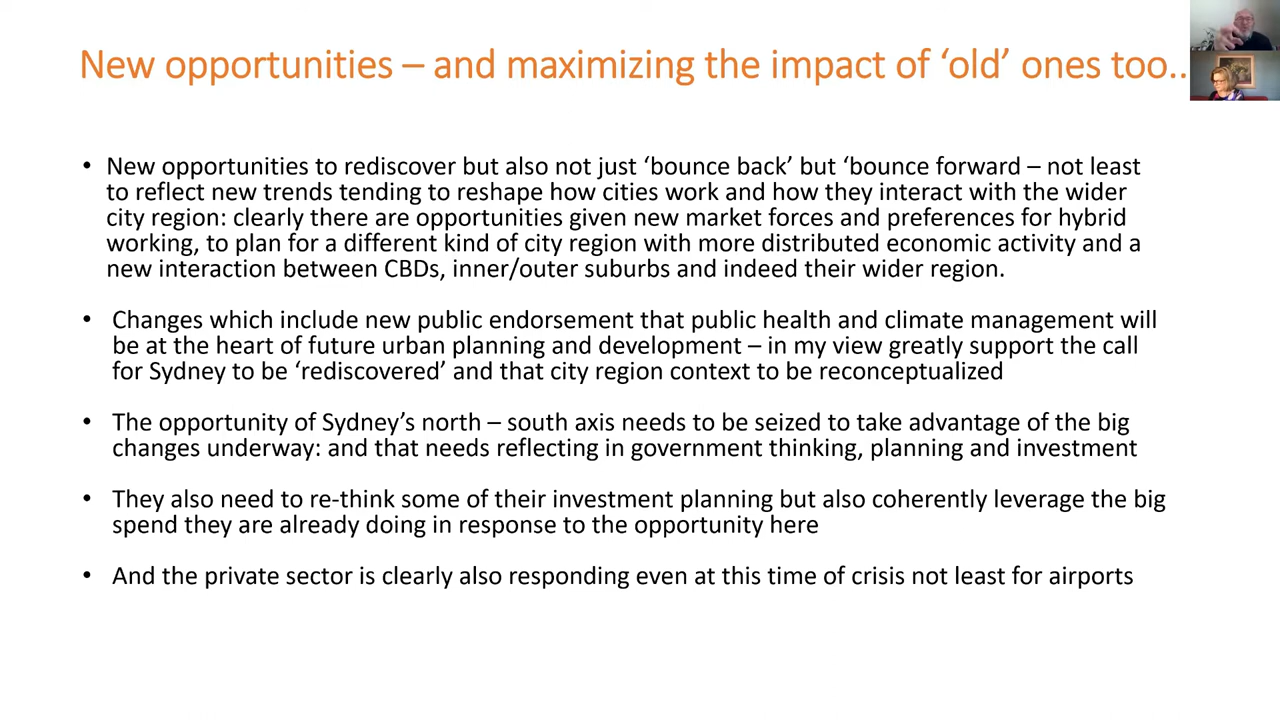 New opportunities – and maximizing the impact of ‘old’ ones too..
• New opportunities to rediscover but also not just ‘bounce back’ but ‘bounce forward – not least
to reflect new trends tending to reshape how cities work and how they interact with the wider
city region: clearly there are opportunities given new market forces and preferences for hybrid
working, to plan for a different kind of city region with more distributed economic activity and a
new interaction between CBDs, inner/outer suburbs and indeed their wider region.
• Changes which include new public endorsement that public health and climate management will
be at the heart of future urban planning and development – in my view greatly support the call
for Sydney to be ‘rediscovered’ and that city region context to be reconceptualized
• The opportunity of Sydney’s north – south axis needs to be seized to take advantage of the big
changes underway: and that needs reflecting in government thinking, planning and investment
• They also need to re-think some of their investment planning but also coherently leverage the big
spend they are already doing in response to the opportunity here
• And the private sector is clearly also responding even at this time of crisis not least for airports